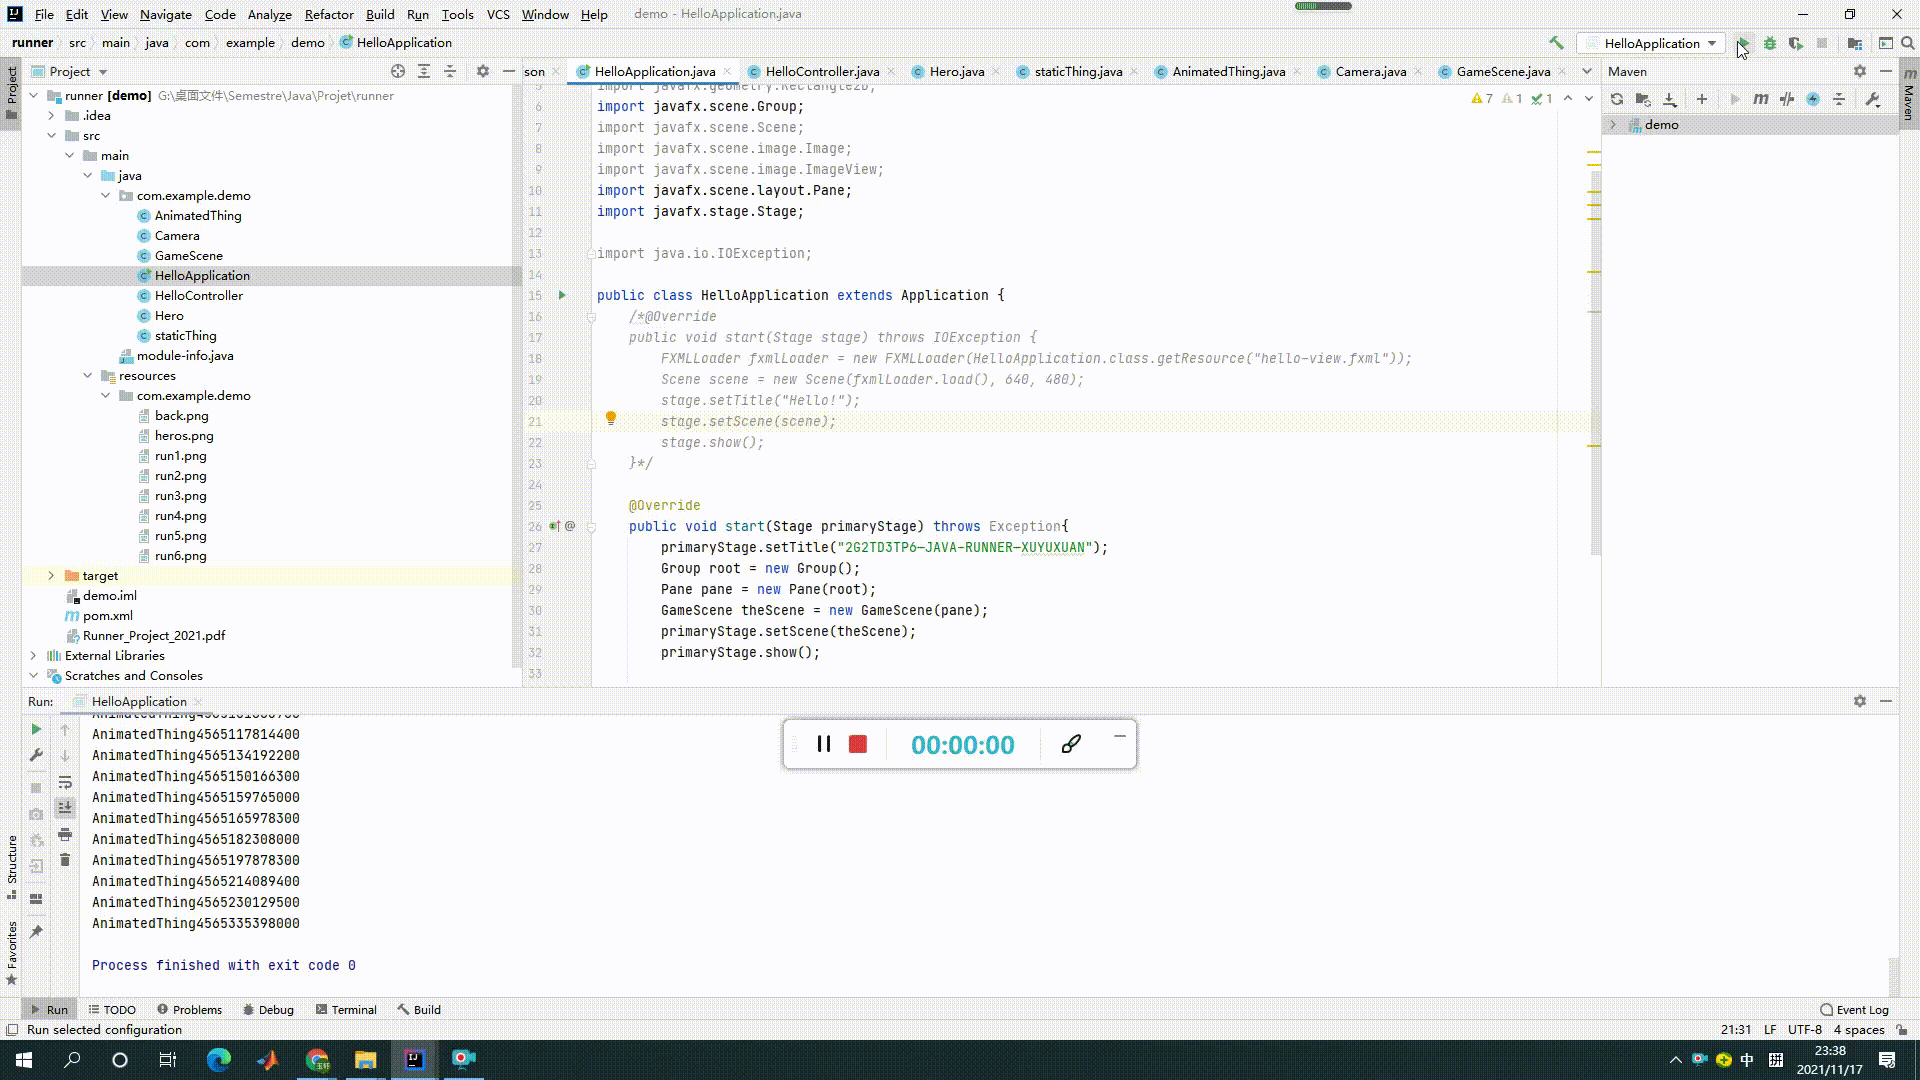 File Edit View Navigate Code Analyze Refactor Build Run Tools VCS Window Help demo - HelloApplication.java
runner src main java com example demo HelloApplication
HelloApplication
Project
Project
son HelloApplication.java HelloController.java Hero.java staticThing.java AnimatedThing.java Camera.java GameScene.java
Maven
Maven
runner [demo] G:\桌面文件\Semestre\Java\Projet\runner
.idea
src
main
java
com.example.demo
AnimatedThing
Camera
GameScene
HelloApplication
HelloController
Hero
staticThing
module-info.java
resources
com.example.demo
back.png
heros.png
run1.png
run2.png
run3.png
run4.png
run5.png
run6.png
target
demo.iml
pom.xml
Runner_Project_2021.pdf
External Libraries
Scratches and Consoles
7 1 1
5 import javafx.geometry.Rectangle2D;
6 import javafx.scene.Group;
7 import javafx.scene.Scene;
8 import javafx.scene.image.Image;
9 import javafx.scene.image.ImageView;
10 import javafx.scene.layout.Pane;
11 import javafx.stage.Stage;
12
13 import java.io.IOException;
14
15 public class HelloApplication extends Application {
16 /*@Override
17 public void start(Stage stage) throws IOException {
18 FXMLLoader fxmlLoader = new FXMLLoader(HelloApplication.class.getResource("hello-view.fxml"));
19 Scene scene = new Scene(fxmlLoader.load(), 640, 480);
20 stage.setTitle("Hello!");
21 stage.setScene(scene);
22 stage.show();
23 }*/
24
25 @Override
26 public void start(Stage primaryStage) throws Exception{
27 primaryStage.setTitle("2G2TD3TP6-JAVA-RUNNER-XUYUXUAN");
28 Group root = new Group();
29 Pane pane = new Pane(root);
30 GameScene theScene = new GameScene(pane);
31 primaryStage.setScene(theScene);
32 primaryStage.show();
33
demo
Run: HelloApplication
AnimatedThing4565117814400
AnimatedThing4565134192200
AnimatedThing4565150166300
AnimatedThing4565159765000
AnimatedThing4565165978300
AnimatedThing4565182308000
AnimatedThing4565197878300
AnimatedThing4565214089400
AnimatedThing4565230129500
AnimatedThing4565335398000
Process finished with exit code 0
00:00:00
Structure
Favorites
Run TODO Problems Debug Terminal Build Event Log
Run selected configuration 21:31 LF UTF-8 4 spaces
中 拼 23:38
2021/11/17